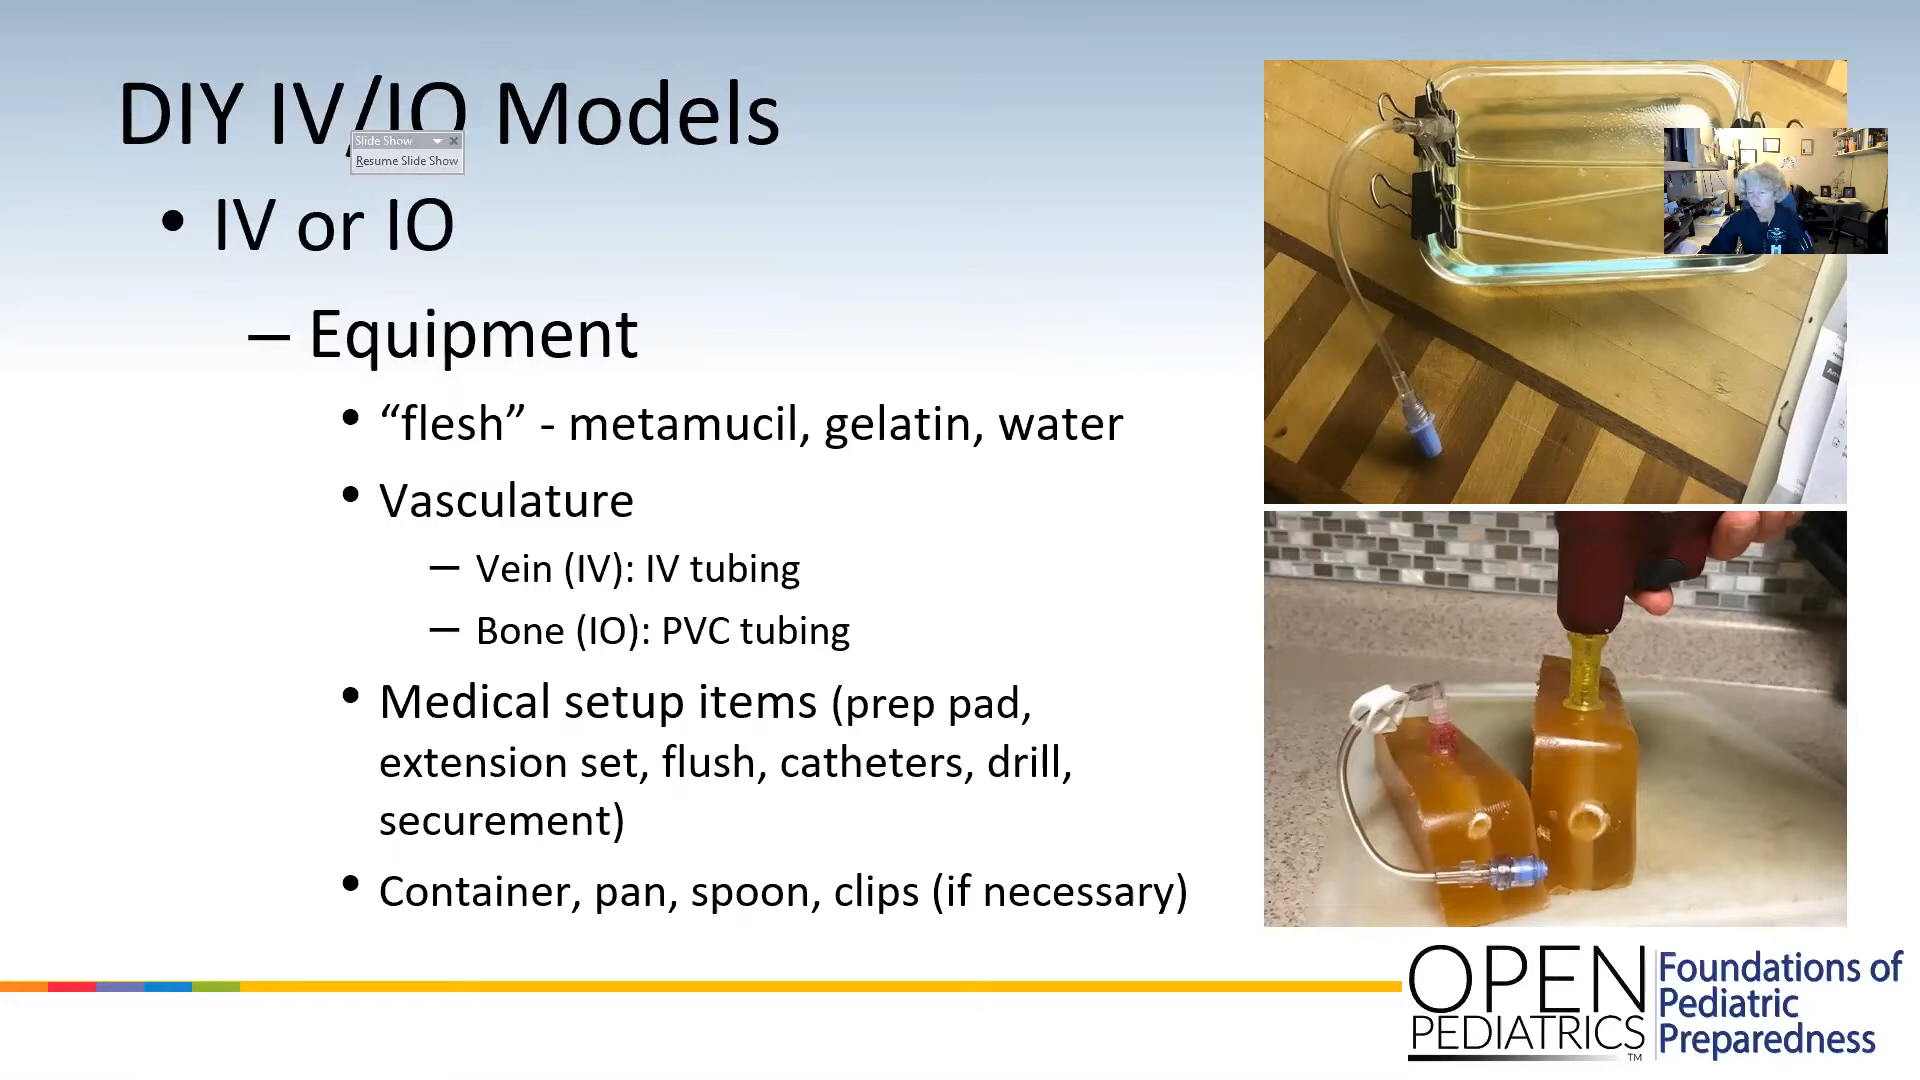 DIY IV/IO Models
Slide Show
Resume Slide Show
• IV or IO
– Equipment
• “flesh” - metamucil, gelatin, water
• Vasculature
– Vein (IV): IV tubing
– Bone (IO): PVC tubing
• Medical setup items (prep pad,
extension set, flush, catheters, drill,
securement)
• Container, pan, spoon, clips (if necessary)
OPEN
PEDIATRICS
TM
Foundations of
Pediatric
Preparedness